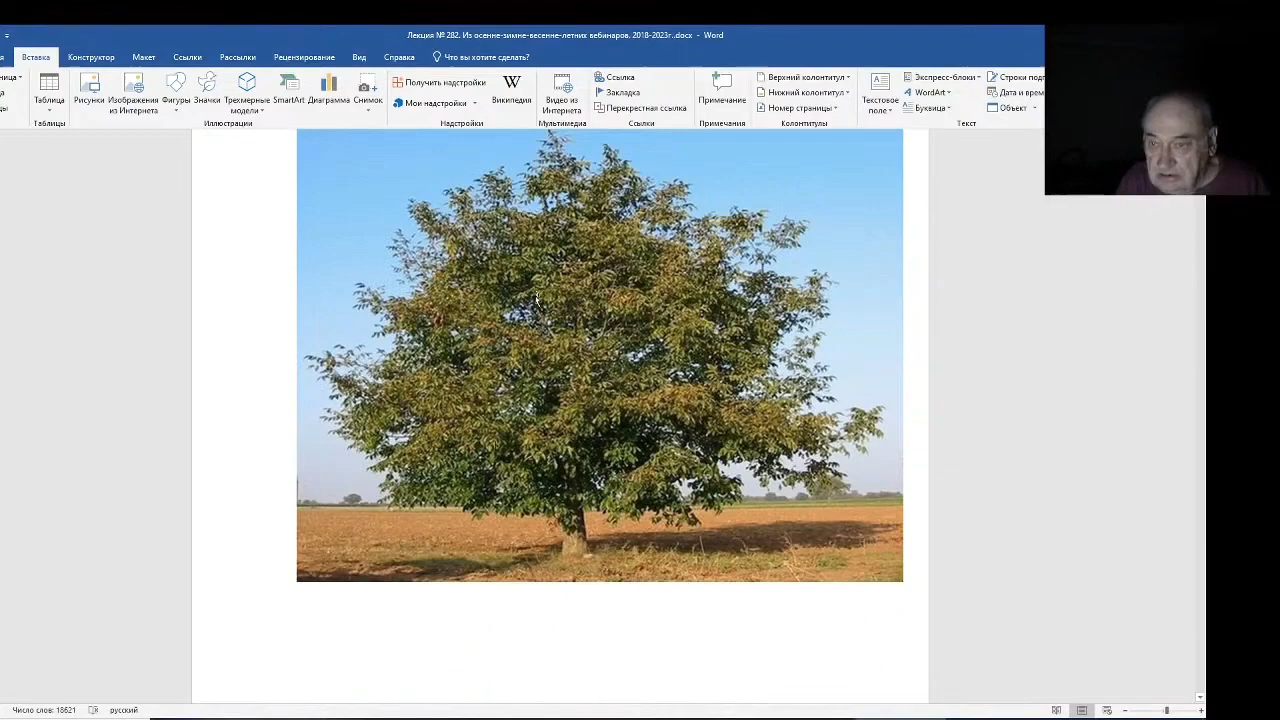 Лекция № 282. Из осенне-зимне-весенне-летних вебинаров. 2018-2023г..docx - Word
я Вставка Конструктор Макет Ссылки Рассылки Рецензирование Вид Справка Что вы хотите сделать?
ница
ца
цы
Таблица
Таблицы
Рисунки
Изображения из Интернета
Фигуры
Значки
Трехмерные модели
SmartArt
Диаграмма
Снимок
Иллюстрации
Получить надстройки
Мои надстройки
W
Википедия
Надстройки
Видео из Интернета
Мультимедиа
Ссылка
Закладка
Перекрестная ссылка
Ссылки
Примечание
Примечания
Верхний колонтитул
Нижний колонтитул
Номер страницы
Колонтитулы
Текстовое поле
Экспресс-блоки
WordArt
Буквица
Строки подп
Дата и врем
Объект
Текст
Число слов: 18621 русский